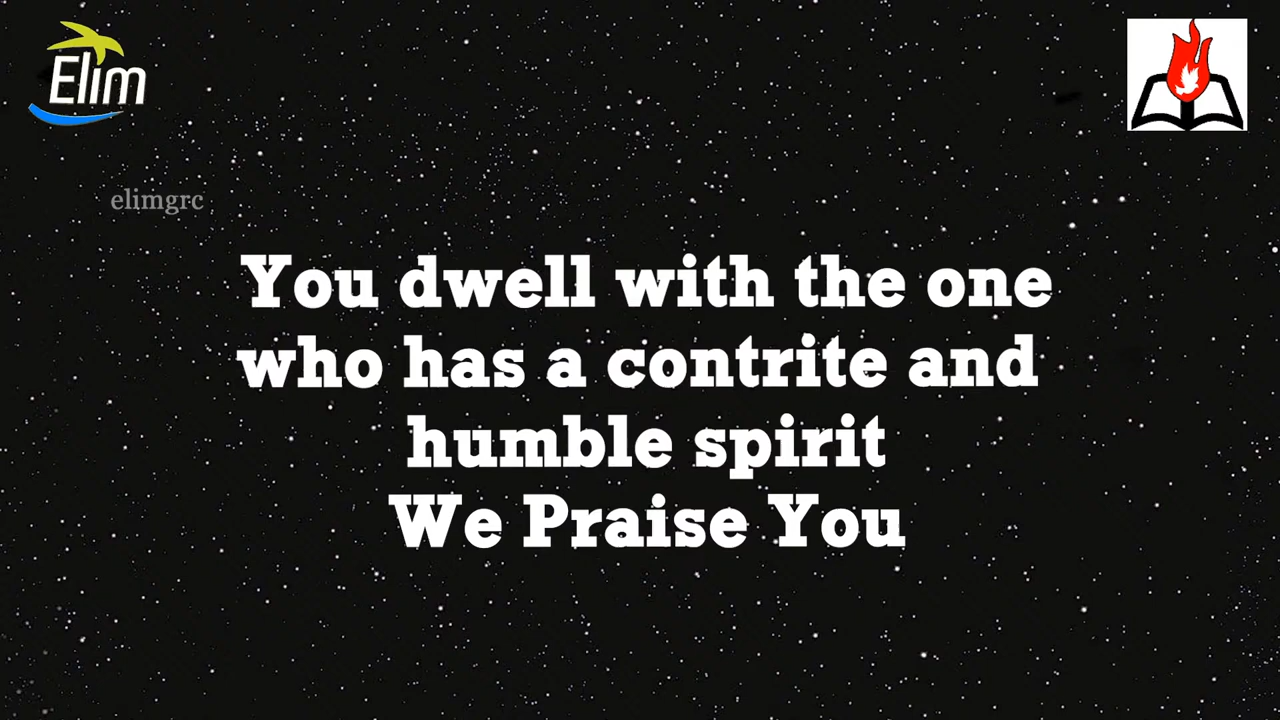 Elim
elimgrc
You dwell with the one
who has a contrite and
humble spirit
We Praise You